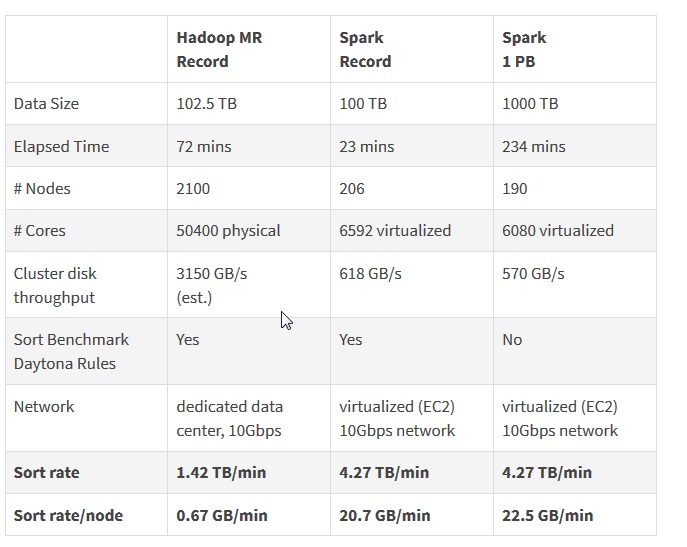 Hadoop MR Record
Spark Record
Spark 1 PB
Data Size 102.5 TB 100 TB 1000 TB
Elapsed Time 72 mins 23 mins 234 mins
# Nodes 2100 206 190
# Cores 50400 physical 6592 virtualized 6080 virtualized
Cluster disk throughput 3150 GB/s (est.) 618 GB/s 570 GB/s
Sort Benchmark Daytona Rules Yes Yes No
Network dedicated data center, 10Gbps virtualized (EC2) 10Gbps network virtualized (EC2) 10Gbps network
Sort rate 1.42 TB/min 4.27 TB/min 4.27 TB/min
Sort rate/node 0.67 GB/min 20.7 GB/min 22.5 GB/min